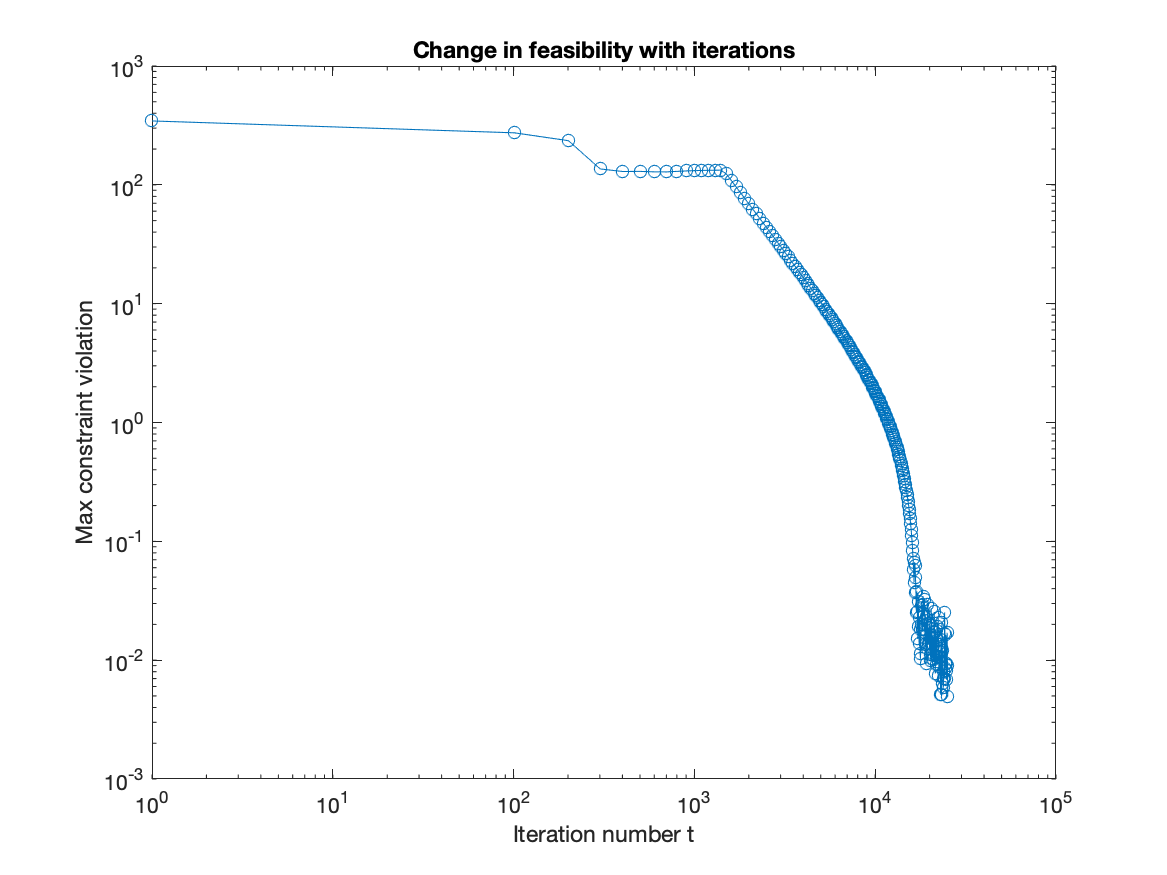 Change in feasibility with iterations
Max constraint violation
10^3
10^2
10^1
10^0
10^-1
10^-2
10^-3
10^0 10^1 10^2 10^3 10^4 10^5
Iteration number t